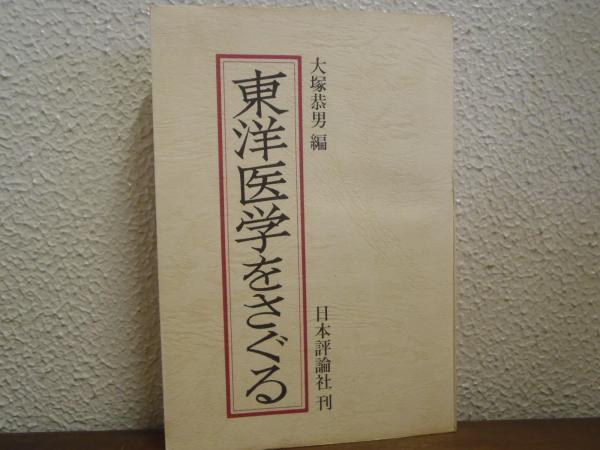 大塚恭男 編
東洋医学をさぐる
日本評論社 刊